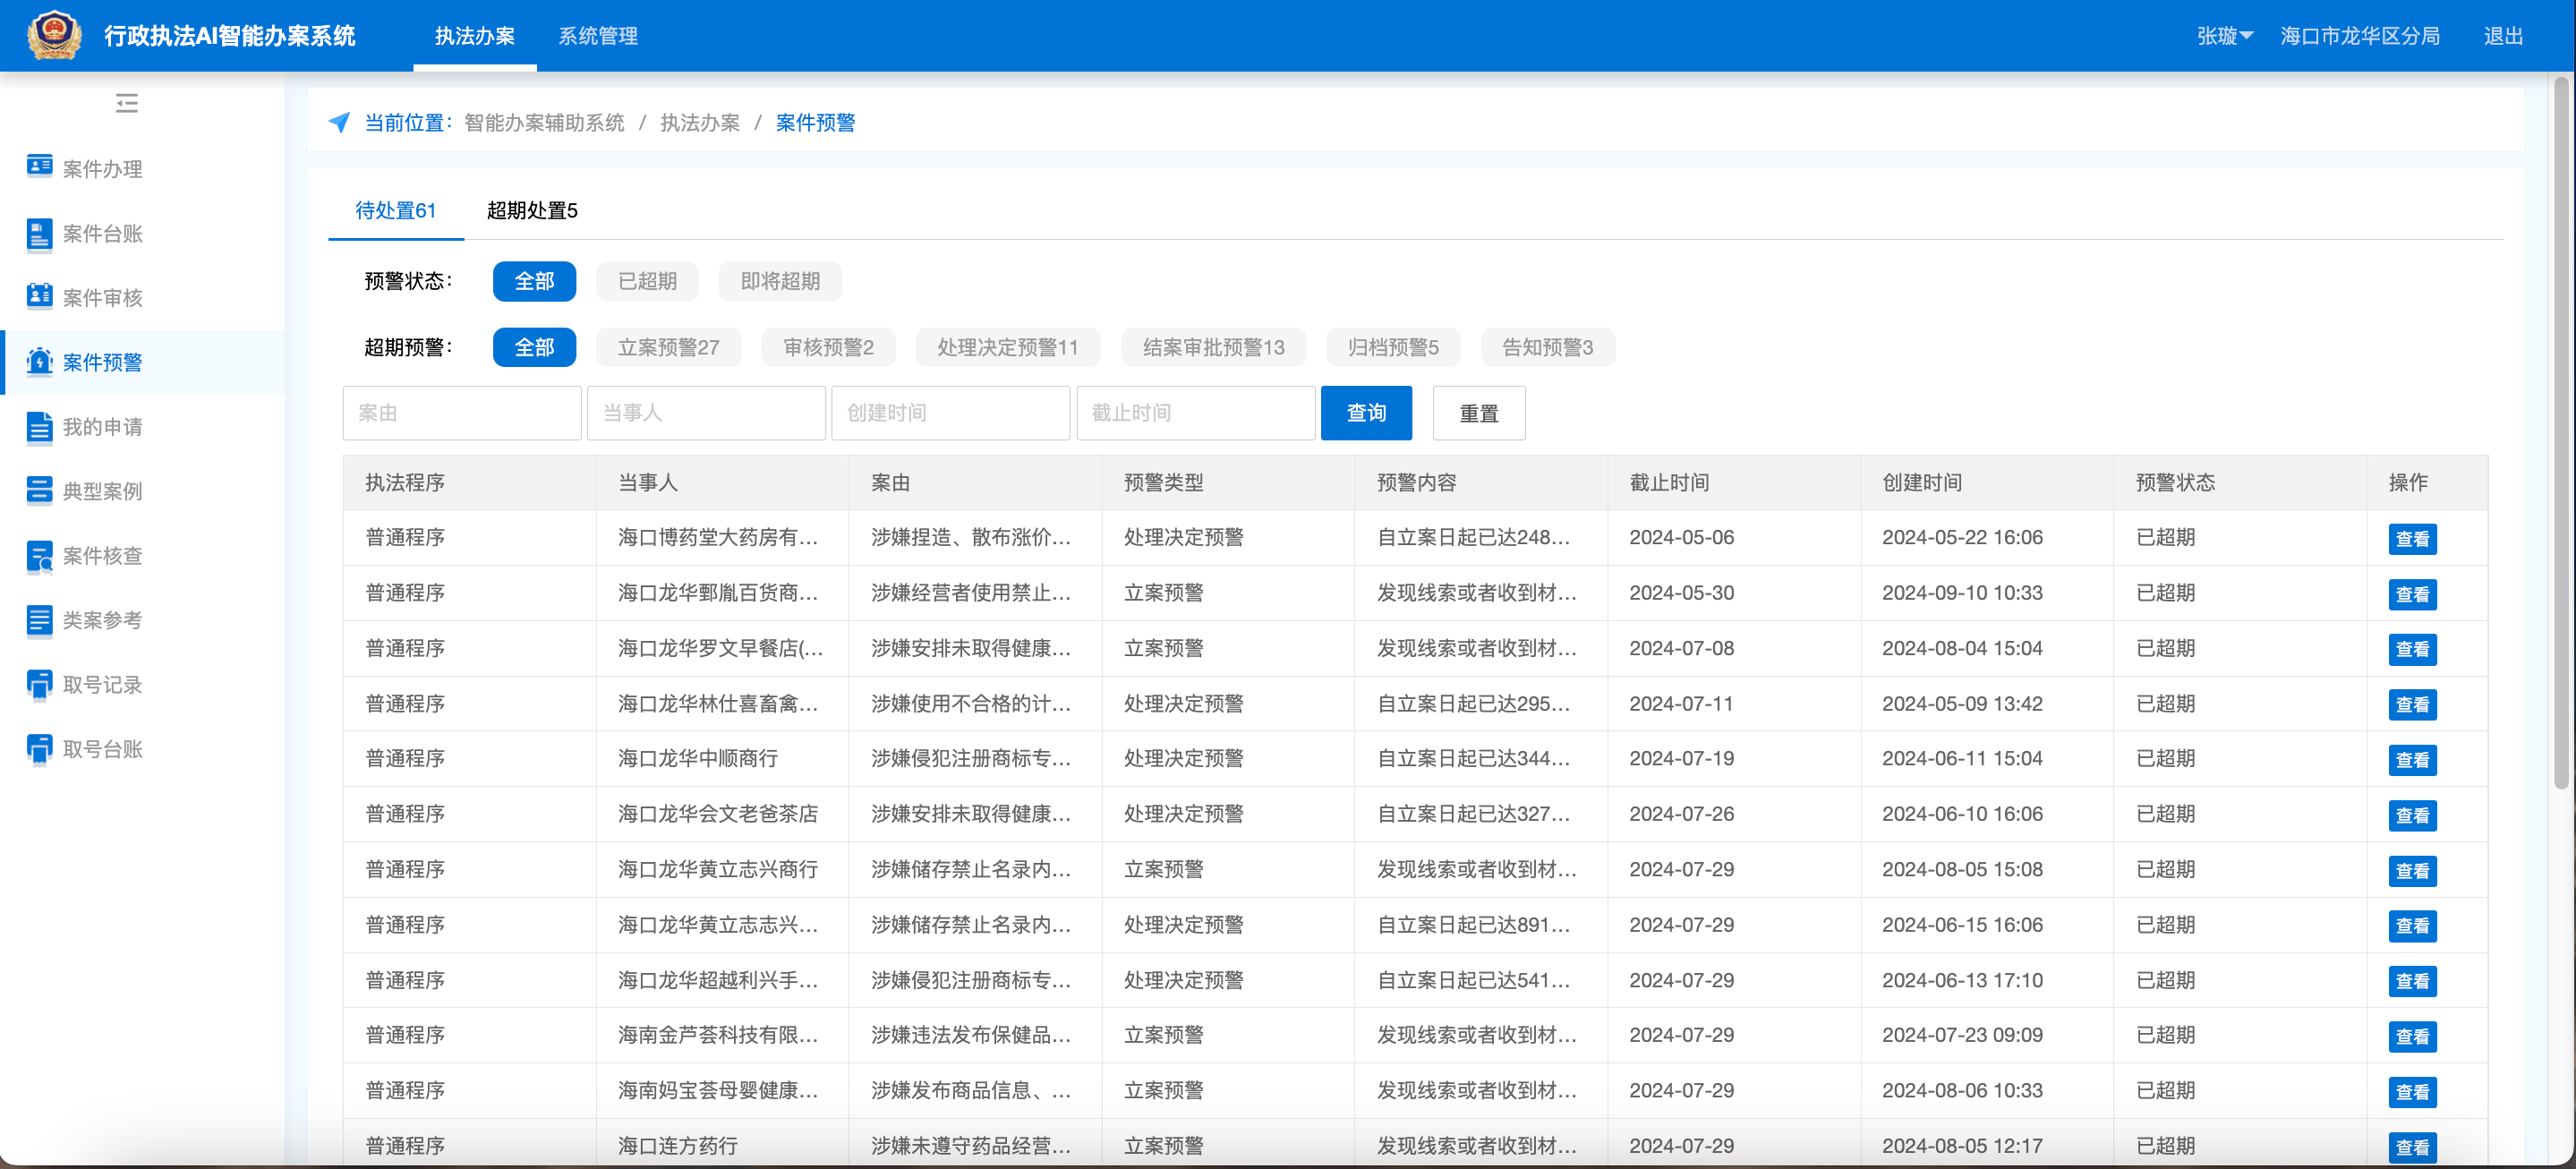 行政执法AI智能办案系统 执法办案 系统管理 张璇 海口市龙华区分局 退出
当前位置： 智能办案辅助系统 / 执法办案 / 案件预警
案件办理
案件台账
案件审核
案件预警
我的申请
典型案例
案件核查
类案参考
取号记录
取号台账
待处置61 超期处置5
预警状态： 全部 已超期 即将超期
超期预警： 全部 立案预警27 审核预警2 处理决定预警11 结案审批预警13 归档预警5 告知预警3
案由 当事人 创建时间 截止时间 查询 重置
执法程序 当事人 案由 预警类型 预警内容 截止时间 创建时间 预警状态 操作
普通程序 海口博药堂大药房有... 涉嫌捏造、散布涨价... 处理决定预警 自立案日起已达248... 2024-05-06 2024-05-22 16:06 已超期 查看
普通程序 海口龙华鄄胤百货商... 涉嫌经营者使用禁止... 立案预警 发现线索或者收到材... 2024-05-30 2024-09-10 10:33 已超期 查看
普通程序 海口龙华罗文早餐店(... 涉嫌安排未取得健康... 立案预警 发现线索或者收到材... 2024-07-08 2024-08-04 15:04 已超期 查看
普通程序 海口龙华林仕喜畜禽... 涉嫌使用不合格的计... 处理决定预警 自立案日起已达295... 2024-07-11 2024-05-09 13:42 已超期 查看
普通程序 海口龙华中顺商行 涉嫌侵犯注册商标专... 处理决定预警 自立案日起已达344... 2024-07-19 2024-06-11 15:04 已超期 查看
普通程序 海口龙华会文老爸茶店 涉嫌安排未取得健康... 处理决定预警 自立案日起已达327... 2024-07-26 2024-06-10 16:06 已超期 查看
普通程序 海口龙华黄立志兴商行 涉嫌储存禁止名录内... 立案预警 发现线索或者收到材... 2024-07-29 2024-08-05 15:08 已超期 查看
普通程序 海口龙华黄立志志兴... 涉嫌储存禁止名录内... 处理决定预警 自立案日起已达891... 2024-07-29 2024-06-15 16:06 已超期 查看
普通程序 海口龙华超越利兴手... 涉嫌侵犯注册商标专... 处理决定预警 自立案日起已达541... 2024-07-29 2024-06-13 17:10 已超期 查看
普通程序 海南金芦荟科技有限... 涉嫌违法发布保健品... 立案预警 发现线索或者收到材... 2024-07-29 2024-07-23 09:09 已超期 查看
普通程序 海南妈宝荟母婴健康... 涉嫌发布商品信息、... 立案预警 发现线索或者收到材... 2024-07-29 2024-08-06 10:33 已超期 查看
普通程序 海口连方药行 涉嫌未遵守药品经营... 立案预警 发现线索或者收到材... 2024-07-29 2024-08-05 12:17 已超期 查看